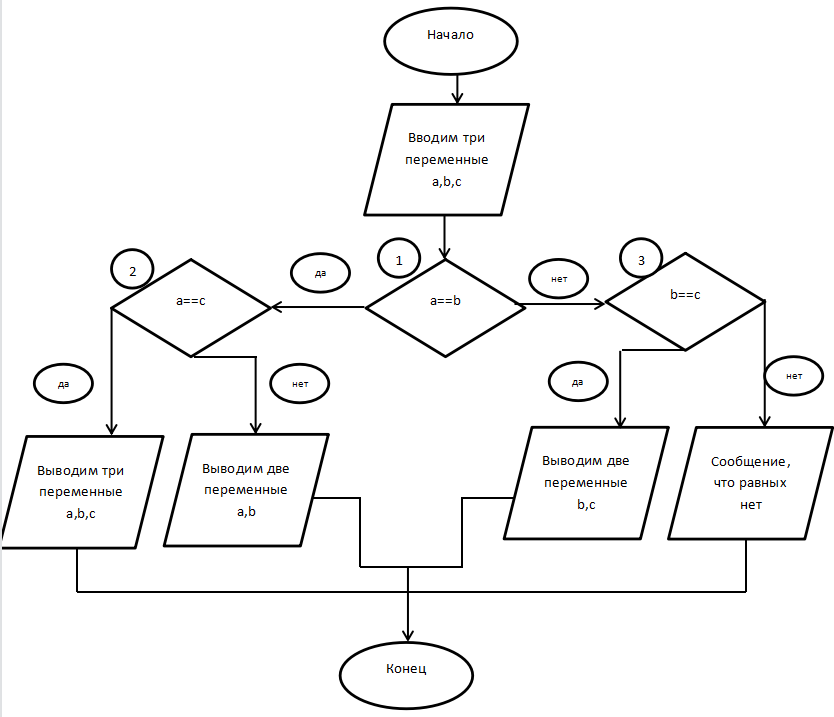 Начало
Вводим три
переменные
a,b,c
2
да
1
нет
3
a==c
a==b
b==c
да
нет
да
нет
Выводим три
переменные
a,b,c
Выводим две
переменные
a,b
Выводим две
переменные
b,c
Сообщение,
что равных
нет
Конец